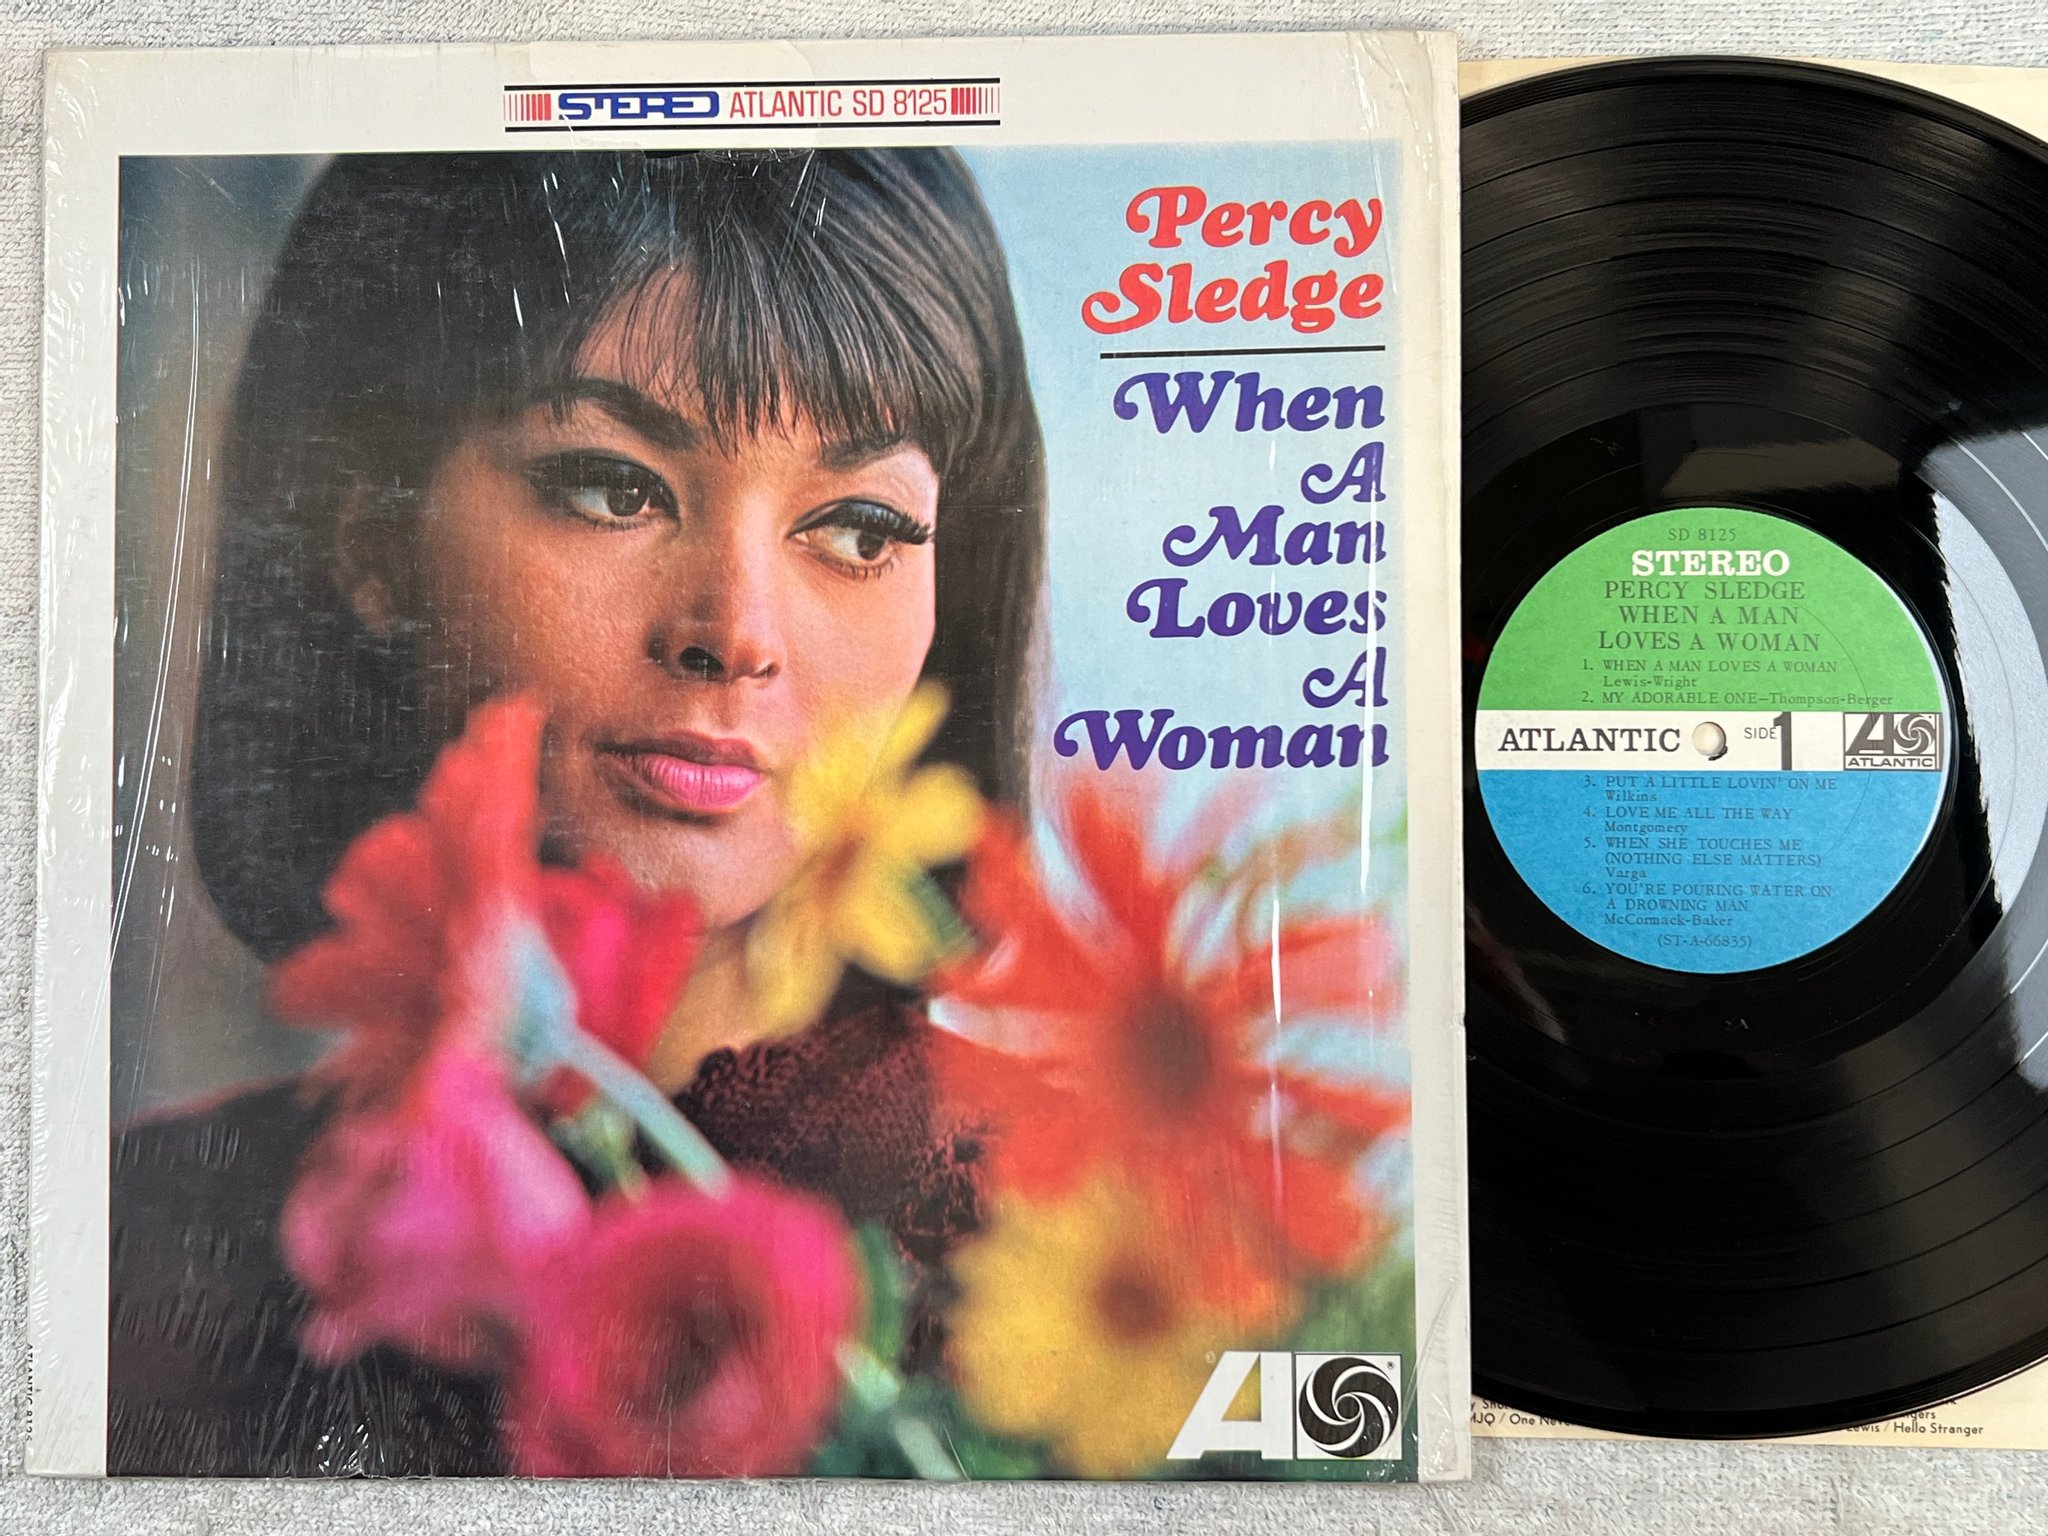 STEREO ATLANTIC SD 8125
Percy
Sledge
When
A
Man
Loves
A
Woman
A ®
ATLANTIC 8125
SD 8125
STEREO
PERCY SLEDGE
WHEN A MAN
LOVES A WOMAN
1. WHEN A MAN LOVES A WOMAN
Lewis-Wright
2. MY ADORABLE ONE—Thompson-Berger
ATLANTIC SIDE 1 A
ATLANTIC
3. PUT A LITTLE LOVIN' ON ME
Wilkins
4. LOVE ME ALL THE WAY
Montgomery
5. WHEN SHE TOUCHES ME
(NOTHING ELSE MATTERS)
Varga
6. YOU'RE POURING WATER ON
A DROWNING MAN
McCormack-Baker
(ST-A-66835)
MJQ / One Lewis / Hello Stranger